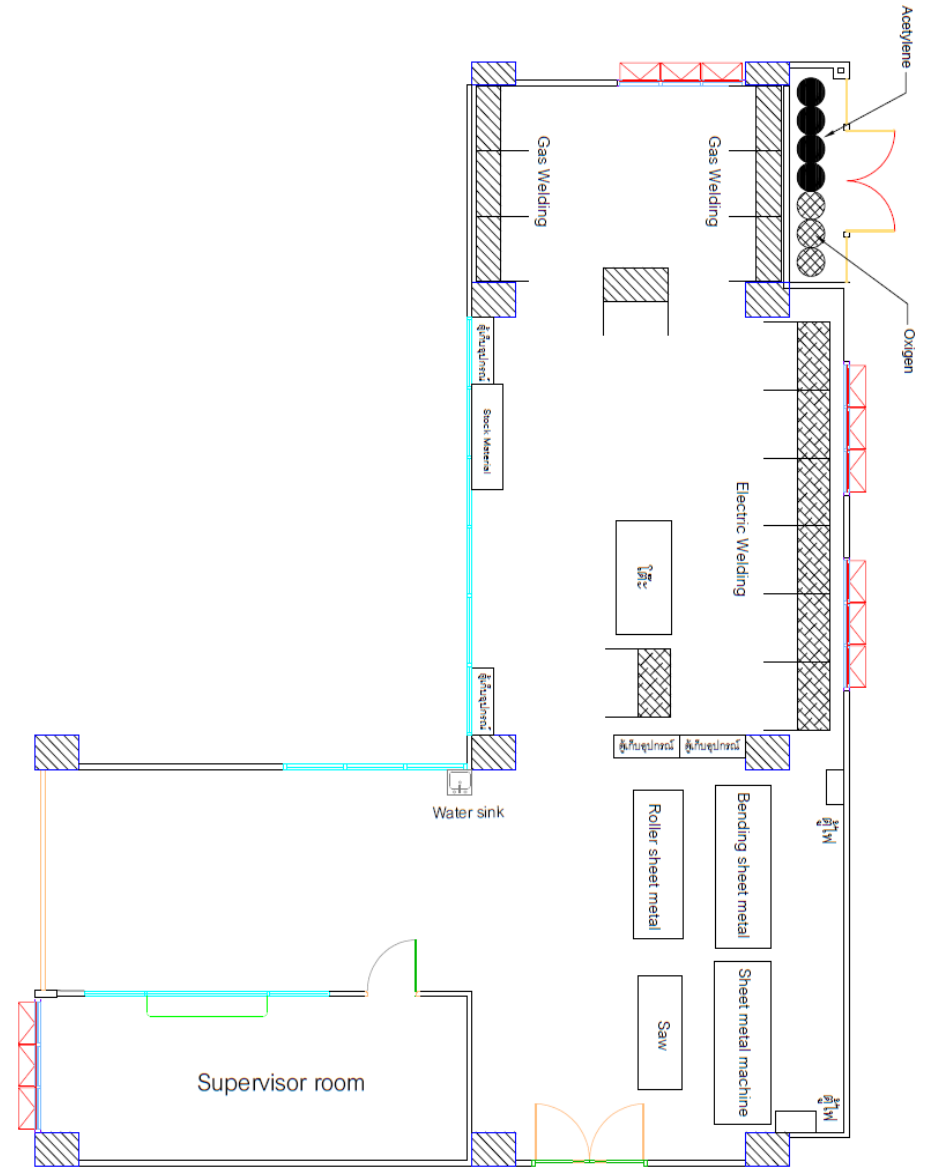 Acetylene
Gas Welding
Gas Welding
Oxigen
ตู้เก็บอุปกรณ์
Stock Material
Electric Welding
โต๊ะ
ตู้เก็บอุปกรณ์
ตู้เก็บอุปกรณ์
ตู้เก็บอุปกรณ์
Water sink
Roller sheet metal
Bending sheet metal
ตู้ไฟ
Saw
Sheet metal machine
ตู้ไฟ
Supervisor room